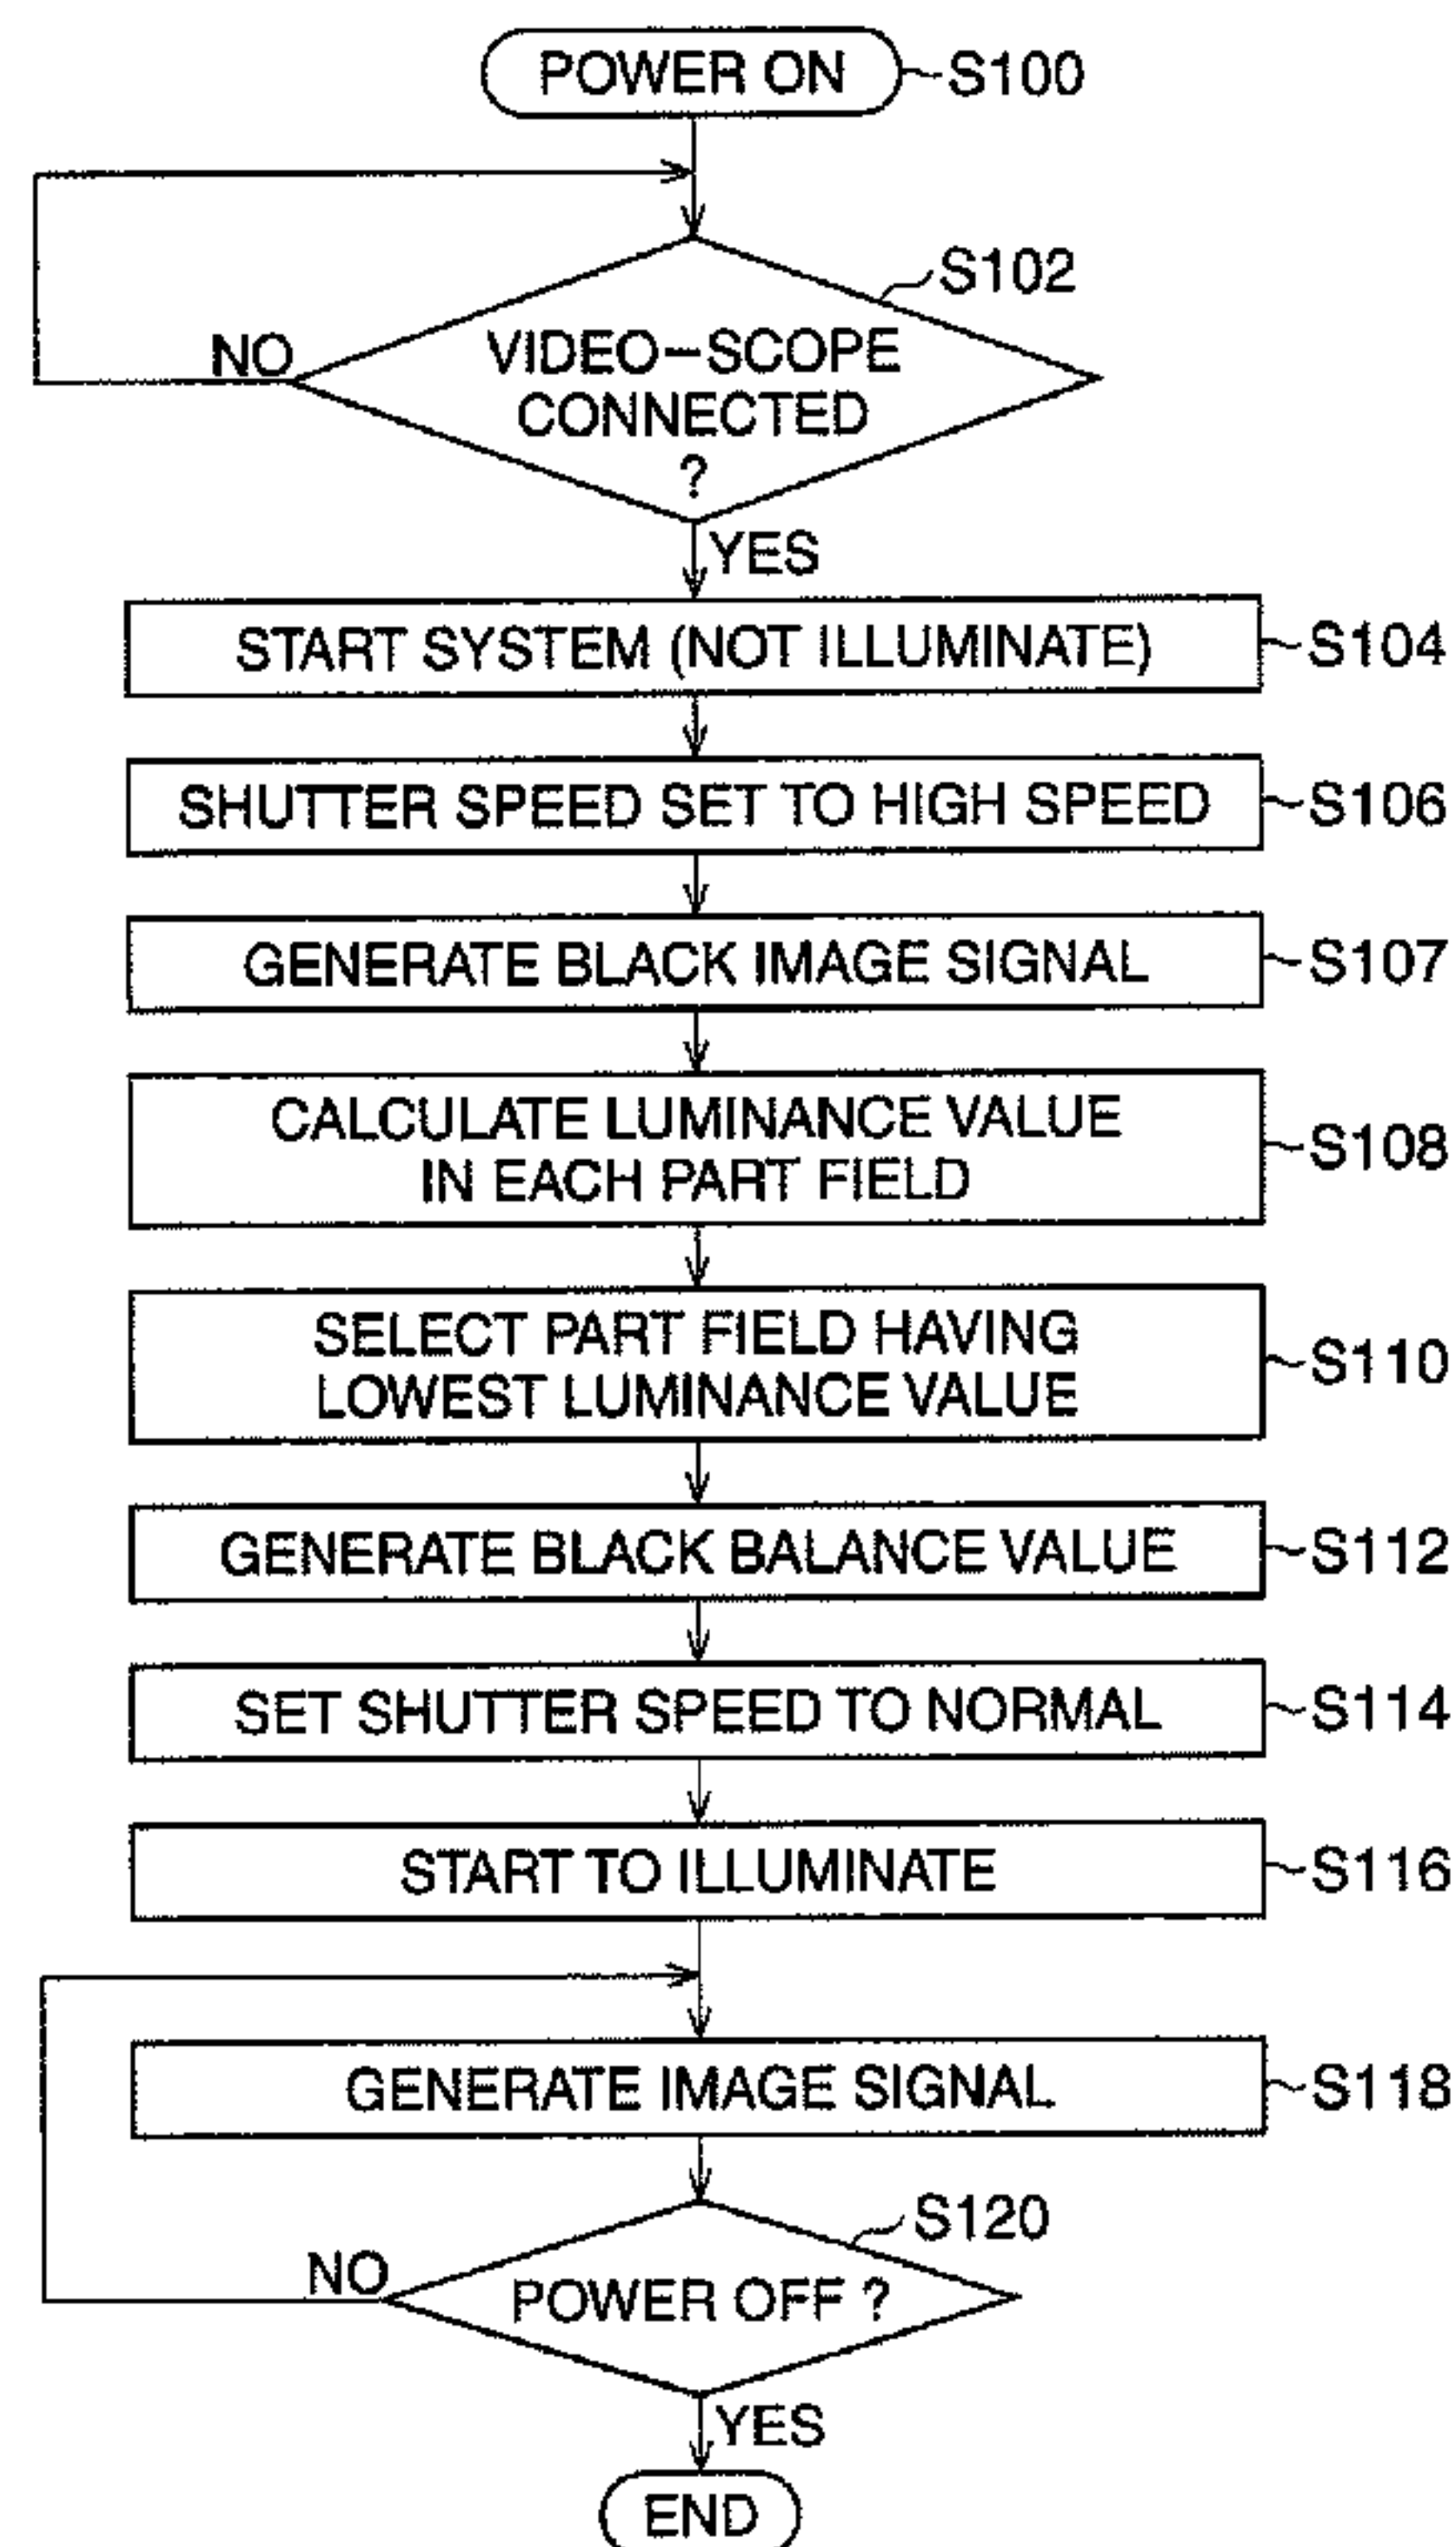 POWER ON
S100
S102
NO
VIDEO-SCOPE
CONNECTED
?
YES
START SYSTEM (NOT ILLUMINATE)
S104
SHUTTER SPEED SET TO HIGH SPEED
S106
GENERATE BLACK IMAGE SIGNAL
S107
CALCULATE LUMINANCE VALUE
IN EACH PART FIELD
S108
SELECT PART FIELD HAVING
LOWEST LUMINANCE VALUE
S110
GENERATE BLACK BALANCE VALUE
S112
SET SHUTTER SPEED TO NORMAL
S114
START TO ILLUMINATE
S116
GENERATE IMAGE SIGNAL
S118
S120
NO
POWER OFF ?
YES
END